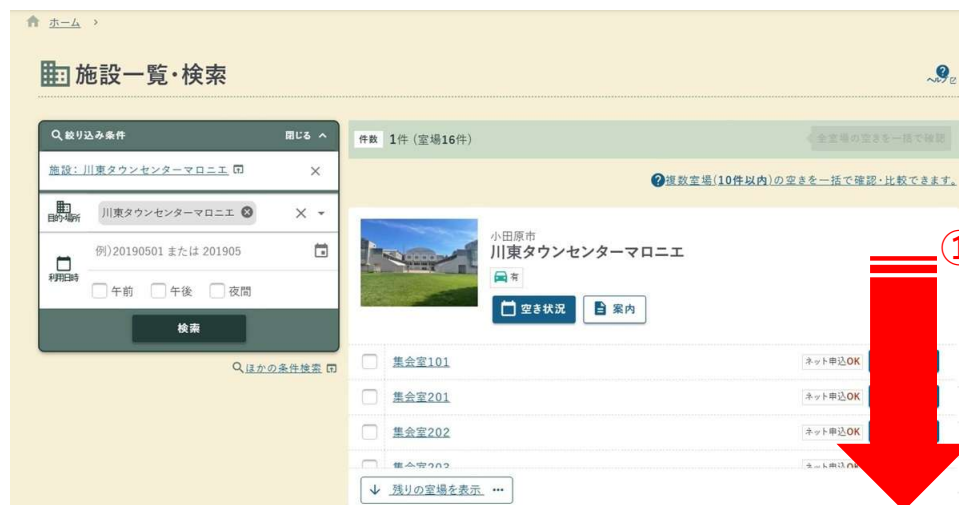 ホーム ›
施設一覧・検索
ヘルプ
絞り込み条件 閉じる
施設：川東タウンセンターマロニエ
目的・場所 川東タウンセンターマロニエ
例)20190501 または 201905
利用日時
午前 午後 夜間
検索
ほかの条件検索
件数 1件 (室場16件)
全室場の空きを一括で確認
複数室場(10件以内)の空きを一括で確認・比較できます。
小田原市
川東タウンセンターマロニエ
有
空き状況 案内
集会室101 ネット申込OK
集会室201 ネット申込OK
集会室202 ネット申込OK
集会室203 ネット申込OK
残りの室場を表示 …
①